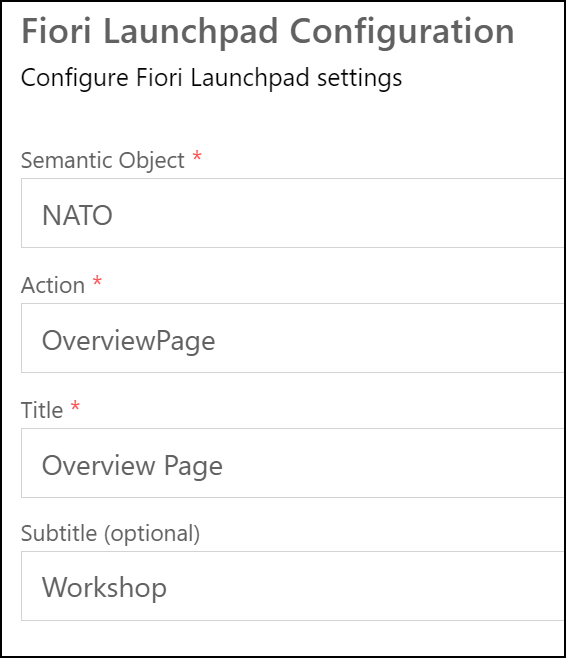 Fiori Launchpad Configuration
Configure Fiori Launchpad settings
Semantic Object *
NATO
Action *
OverviewPage
Title *
Overview Page
Subtitle (optional)
Workshop